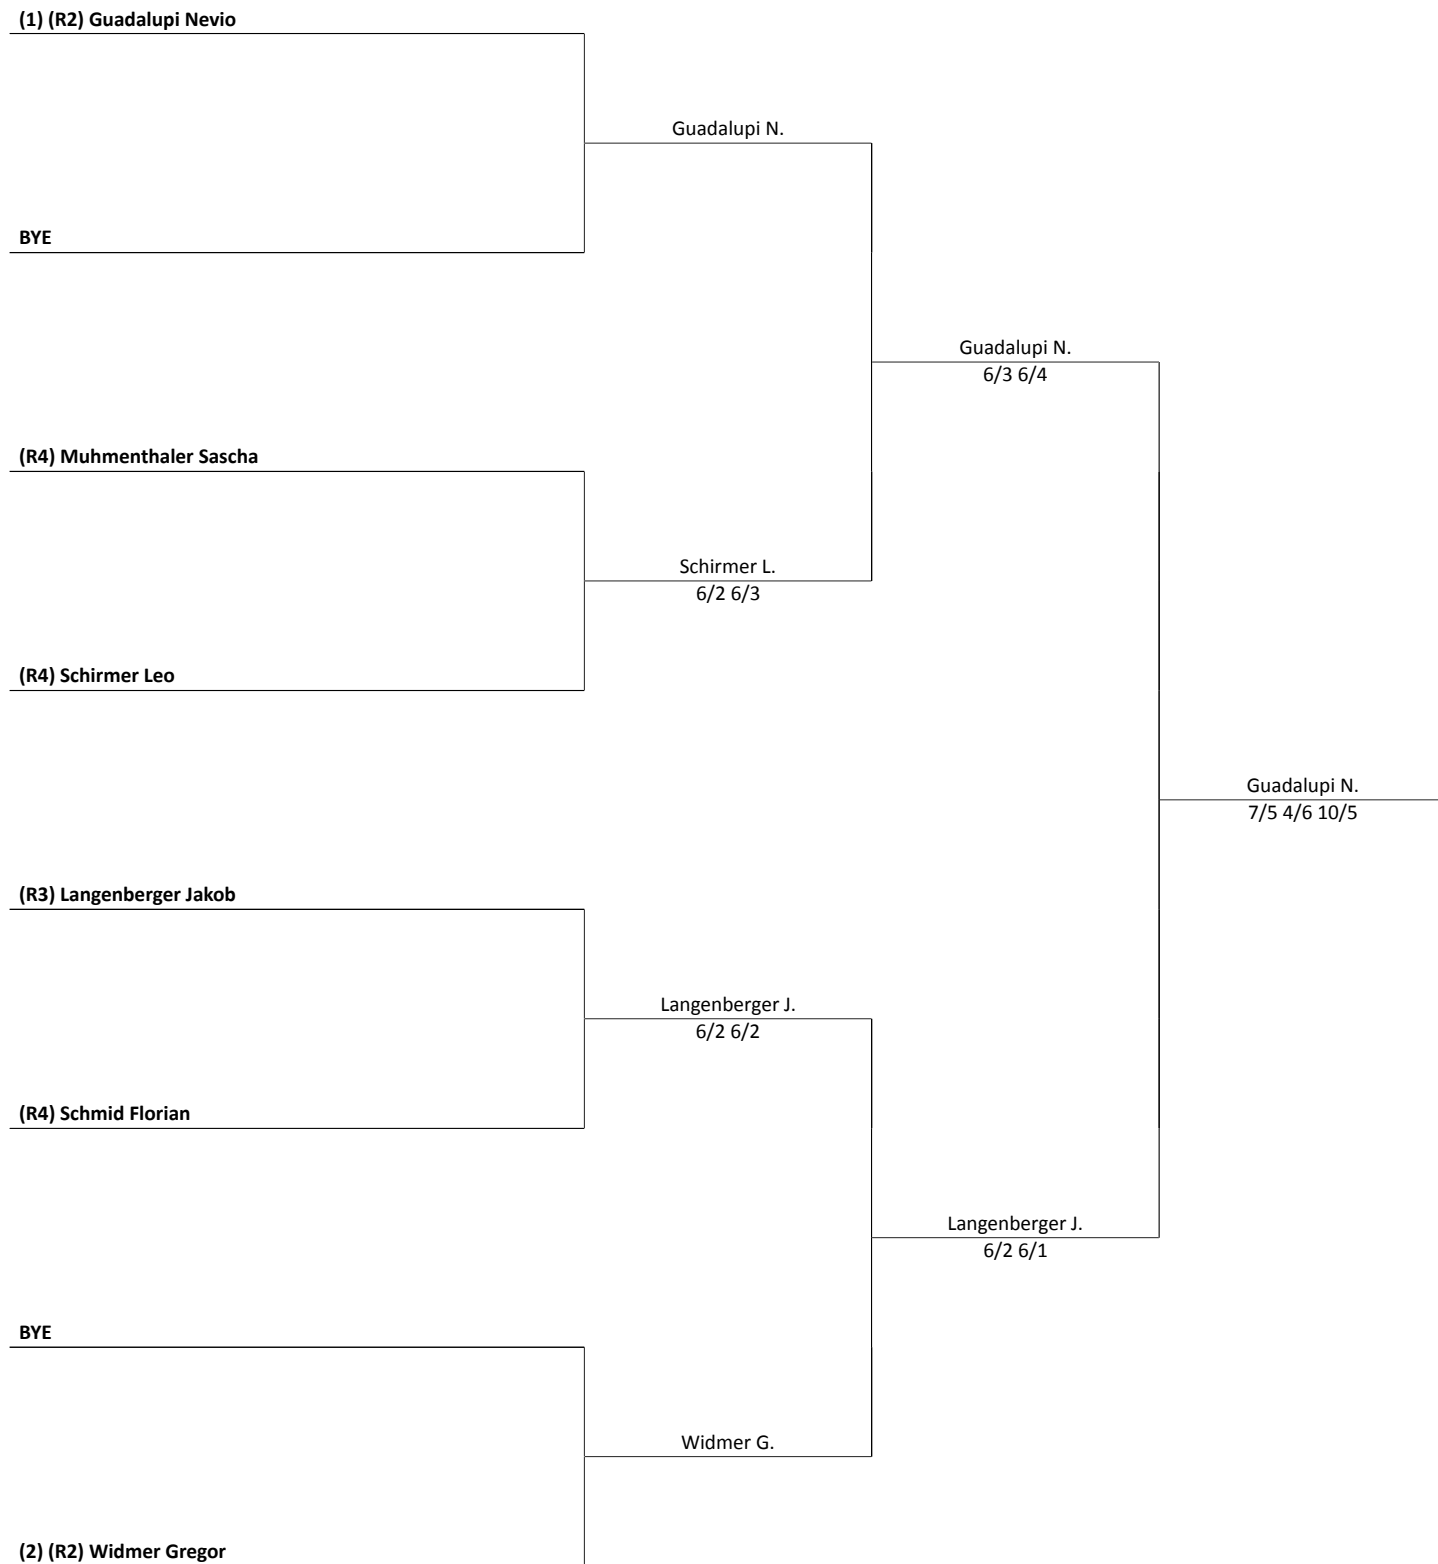 (1) (R2) Guadalupi Nevio
Guadalupi N.
BYE
Guadalupi N.
6/3 6/4
(R4) Muhmenthaler Sascha
Schirmer L.
6/2 6/3
(R4) Schirmer Leo
Guadalupi N.
7/5 4/6 10/5
(R3) Langenberger Jakob
Langenberger J.
6/2 6/2
(R4) Schmid Florian
Langenberger J.
6/2 6/1
BYE
Widmer G.
(2) (R2) Widmer Gregor